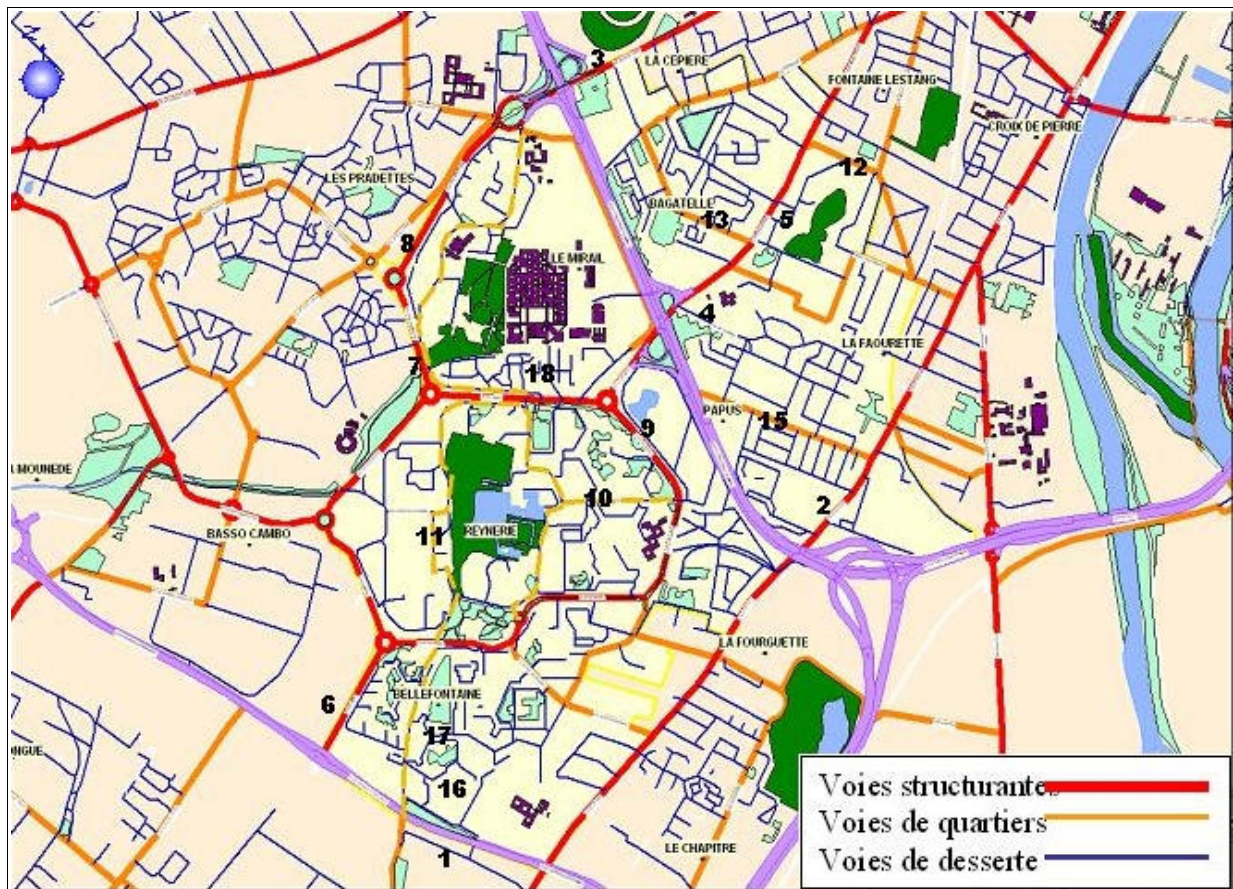 3
LA CEPIERE
FONTAINE LESTANG
CROIX DE PIERRE
12
LES PRADETTES
BAGATELLE
13
5
8
LE MIRAIL
4
LA FAOURETTE
7
18
PAPUS
15
9
MOUNEDE
10
2
BASSO CAMBO
11
REYNERIE
LA FOURGUETTE
6
BELLEFONTAINE
17
ONGUE
16
1
LE CHAPITRE
Voies structurantes
Voies de quartiers
Voies de desserte